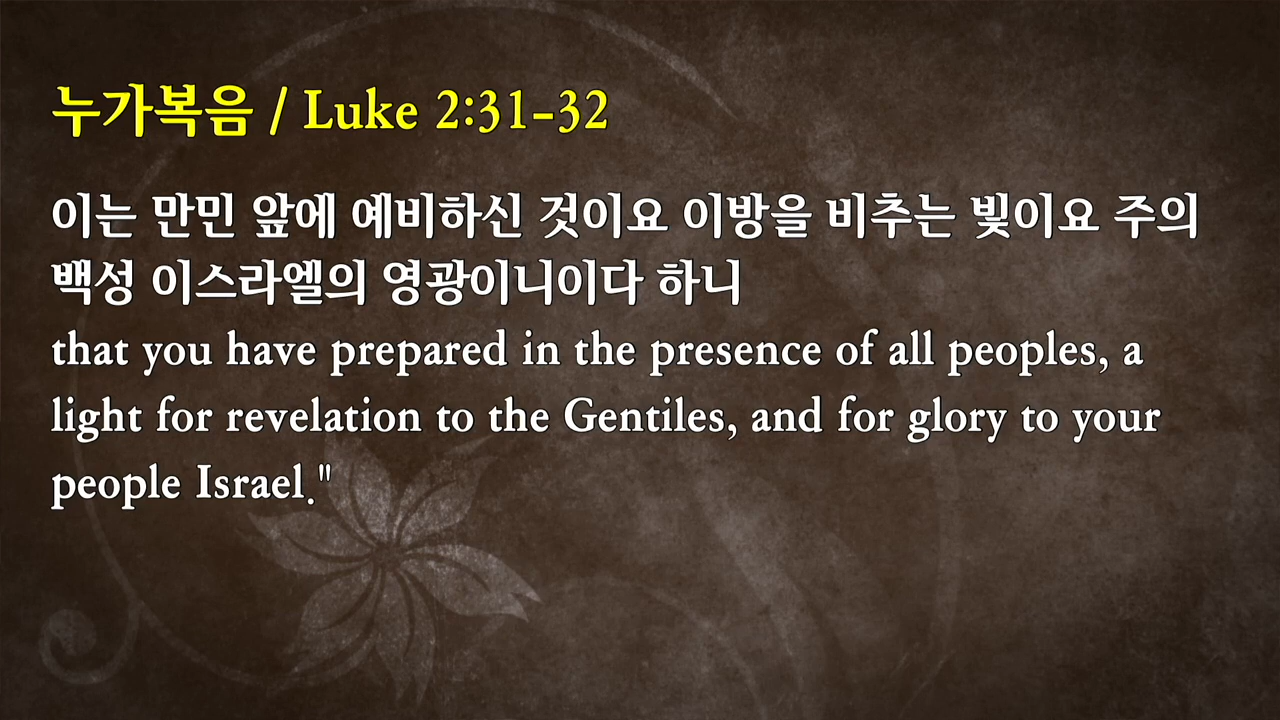 누가복음 / Luke 2:31-32
이는 만민 앞에 예비하신 것이요 이방을 비추는 빛이요 주의
백성 이스라엘의 영광이니이다 하니
that you have prepared in the presence of all peoples, a
light for revelation to the Gentiles, and for glory to your
people Israel."